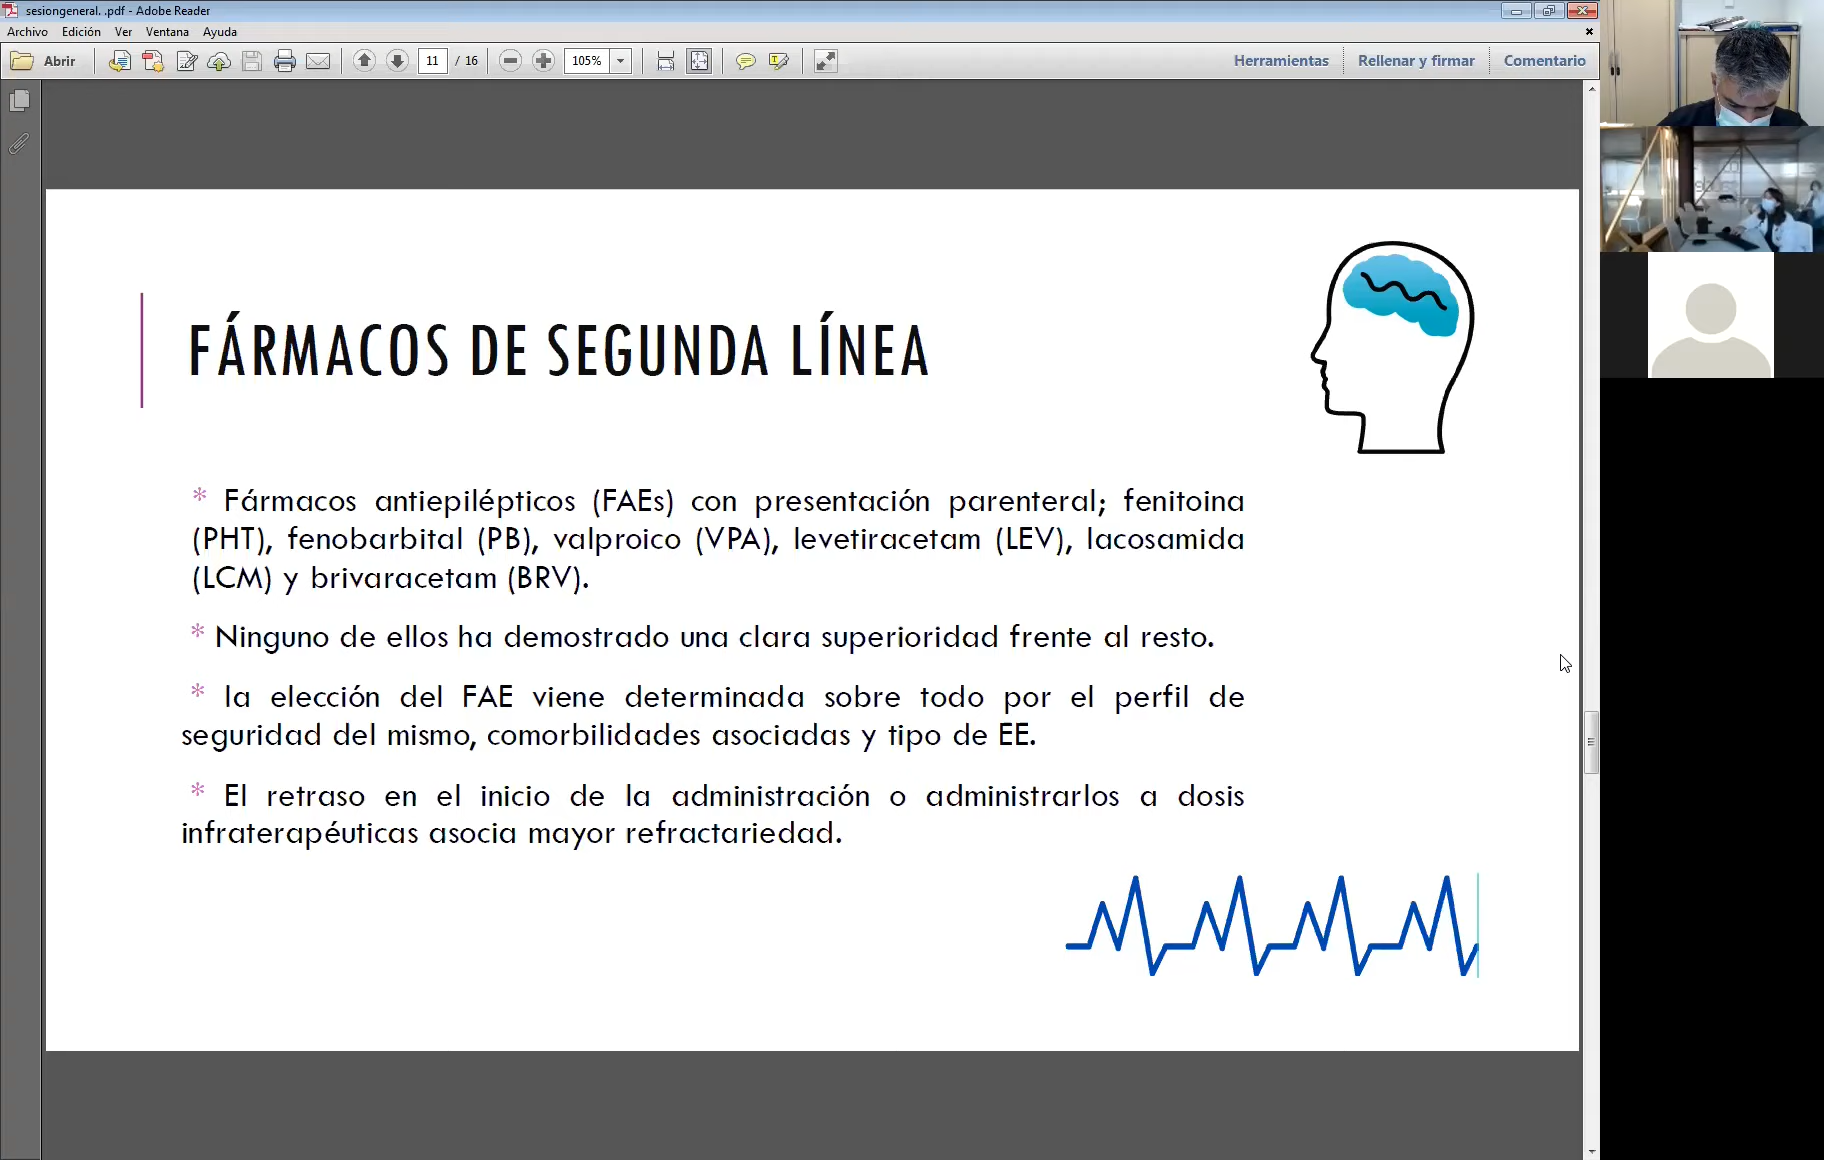 sesiongeneral. .pdf - Adobe Reader
Archivo Edición Ver Ventana Ayuda
Abrir 11 / 16 105% Herramientas Rellenar y firmar Comentario
FÁRMACOS DE SEGUNDA LÍNEA
* Fármacos antiepilépticos (FAEs) con presentación parenteral; fenitoina
(PHT), fenobarbital (PB), valproico (VPA), levetiracetam (LEV), lacosamida
(LCM) y brivaracetam (BRV).
* Ninguno de ellos ha demostrado una clara superioridad frente al resto.
* la elección del FAE viene determinada sobre todo por el perfil de
seguridad del mismo, comorbilidades asociadas y tipo de EE.
* El retraso en el inicio de la administración o administrarlos a dosis
infraterapéuticas asocia mayor refractariedad.